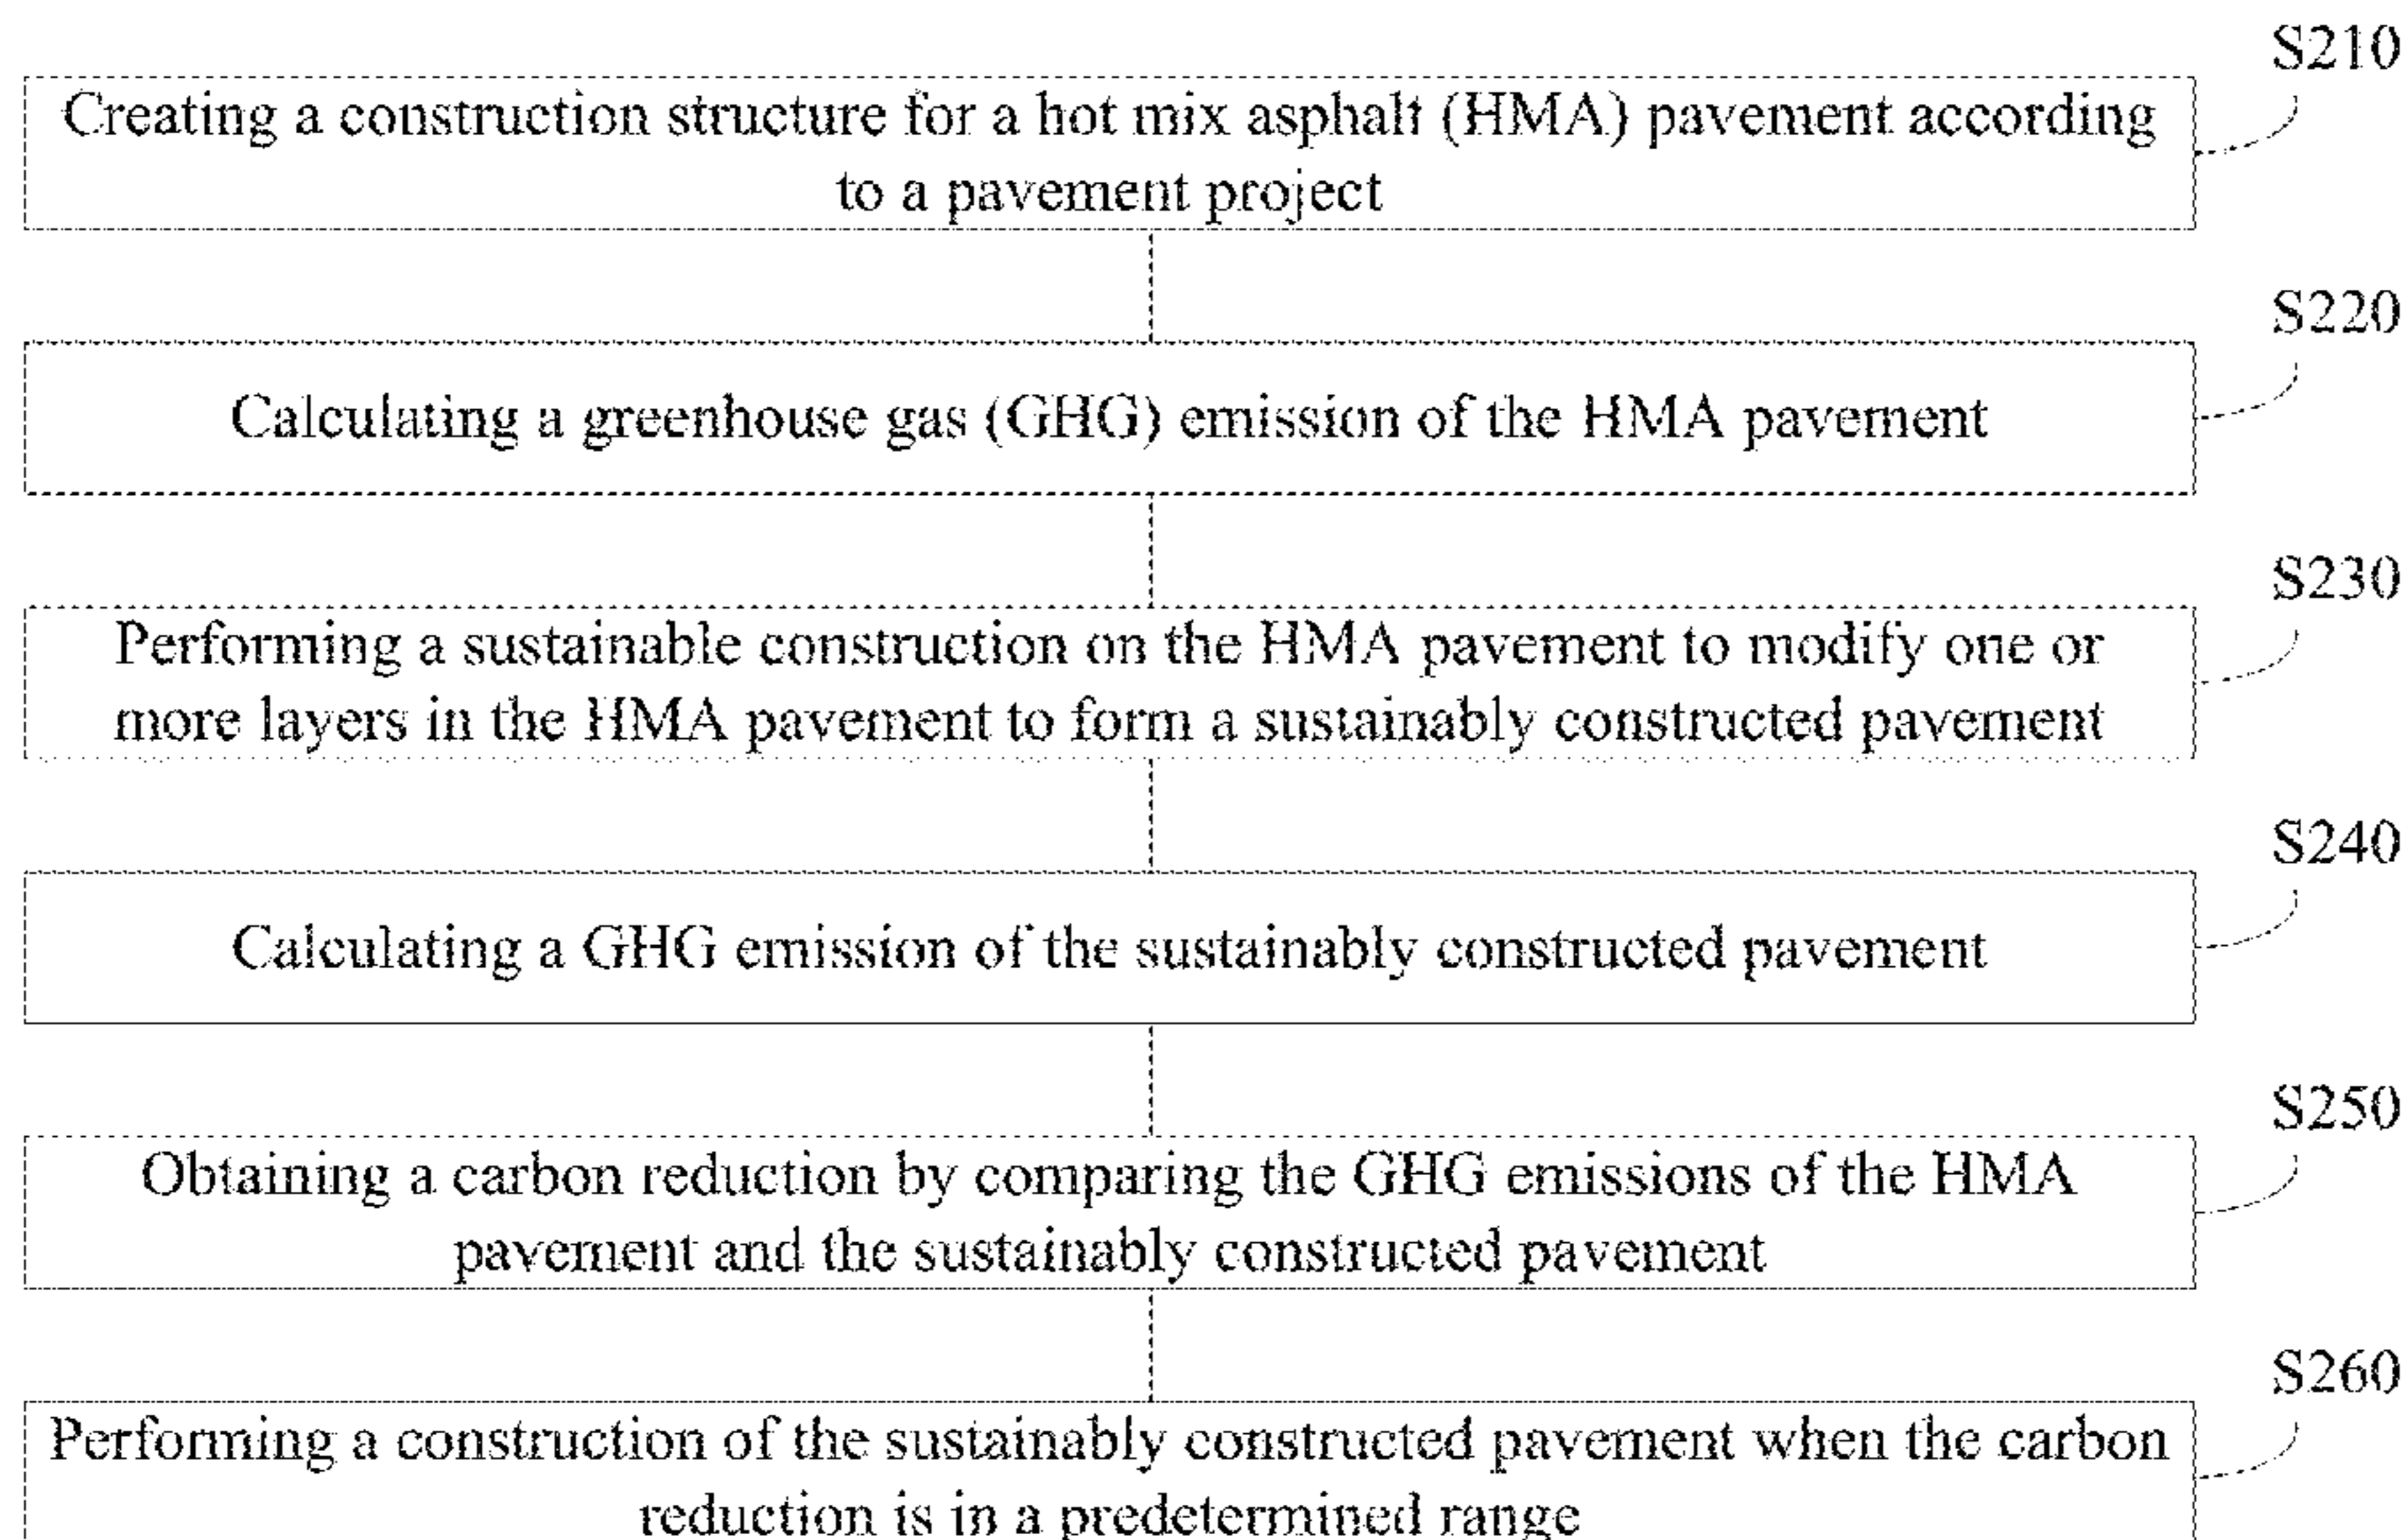 S210
Creating a construction structure for a hot mix asphalt (HMA) pavement according
to a pavement project
S220
Calculating a greenhouse gas (GHG) emission of the HMA pavement
S230
Performing a sustainable construction on the HMA pavement to modify one or
more layers in the HMA pavement to form a sustainably constructed pavement
S240
Calculating a GHG emission of the sustainably constructed pavement
S250
Obtaining a carbon reduction by comparing the GHG emissions of the HMA
pavement and the sustainably constructed pavement
S260
Performing a construction of the sustainably constructed pavement when the carbon
reduction is in a predetermined range